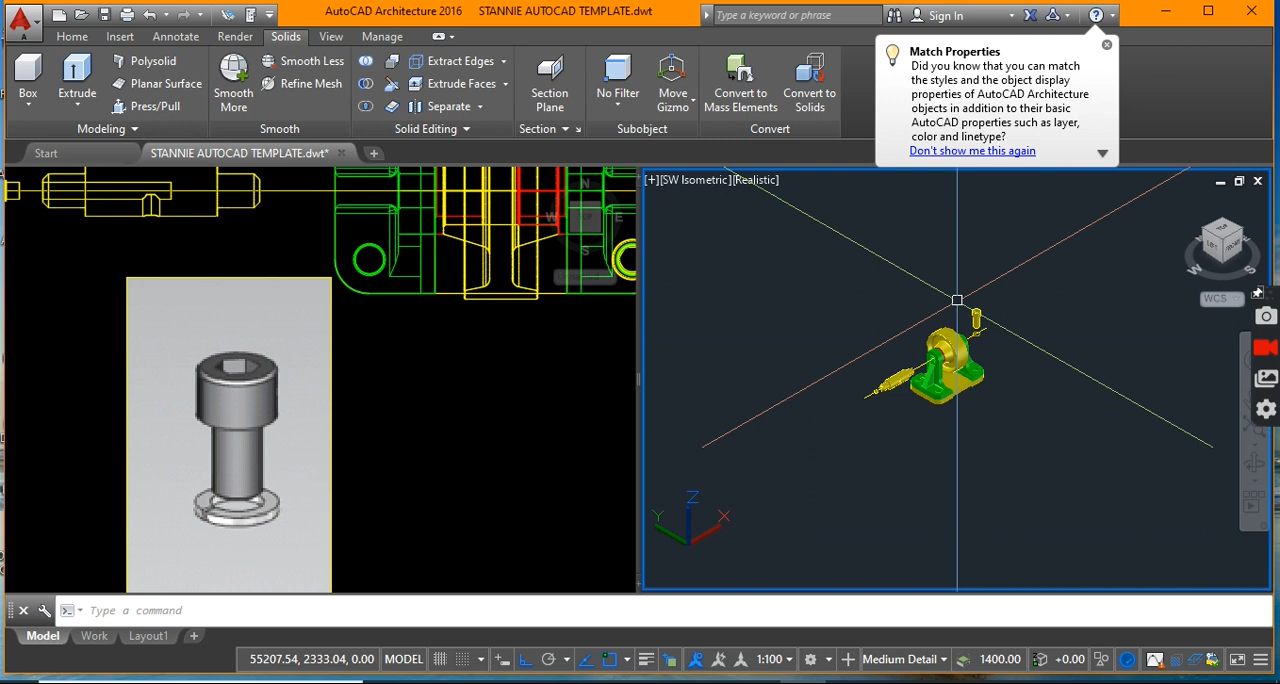 AutoCAD Architecture 2016 STANNIE AUTOCAD TEMPLATE.dwt
Type a keyword or phrase
Sign In
A
Home Insert Annotate Render Solids View Manage
Box
Extrude
Polysolid
Planar Surface
Press/Pull
Modeling
Smooth
More
Smooth Less
Refine Mesh
Smooth
Extract Edges
Extrude Faces
Separate
Solid Editing
Section
Plane
Section
No Filter
Move
Gizmo
Subobject
Convert to
Mass Elements
Convert to
Solids
Convert
Match Properties
Did you know that you can match
the styles and the object display
properties of AutoCAD Architecture
objects in addition to their basic
AutoCAD properties such as layer,
color and linetype?
Don't show me this again
Start STANNIE AUTOCAD TEMPLATE.dwt*
[+][SW Isometric][Realistic]
N
W E
S
TOP
LEFT FRONT
W S
WCS
Z
Y X
Type a command
Model Work Layout1
55207.54, 2333.04, 0.00 MODEL 1:100 Medium Detail 1400.00 +0.00